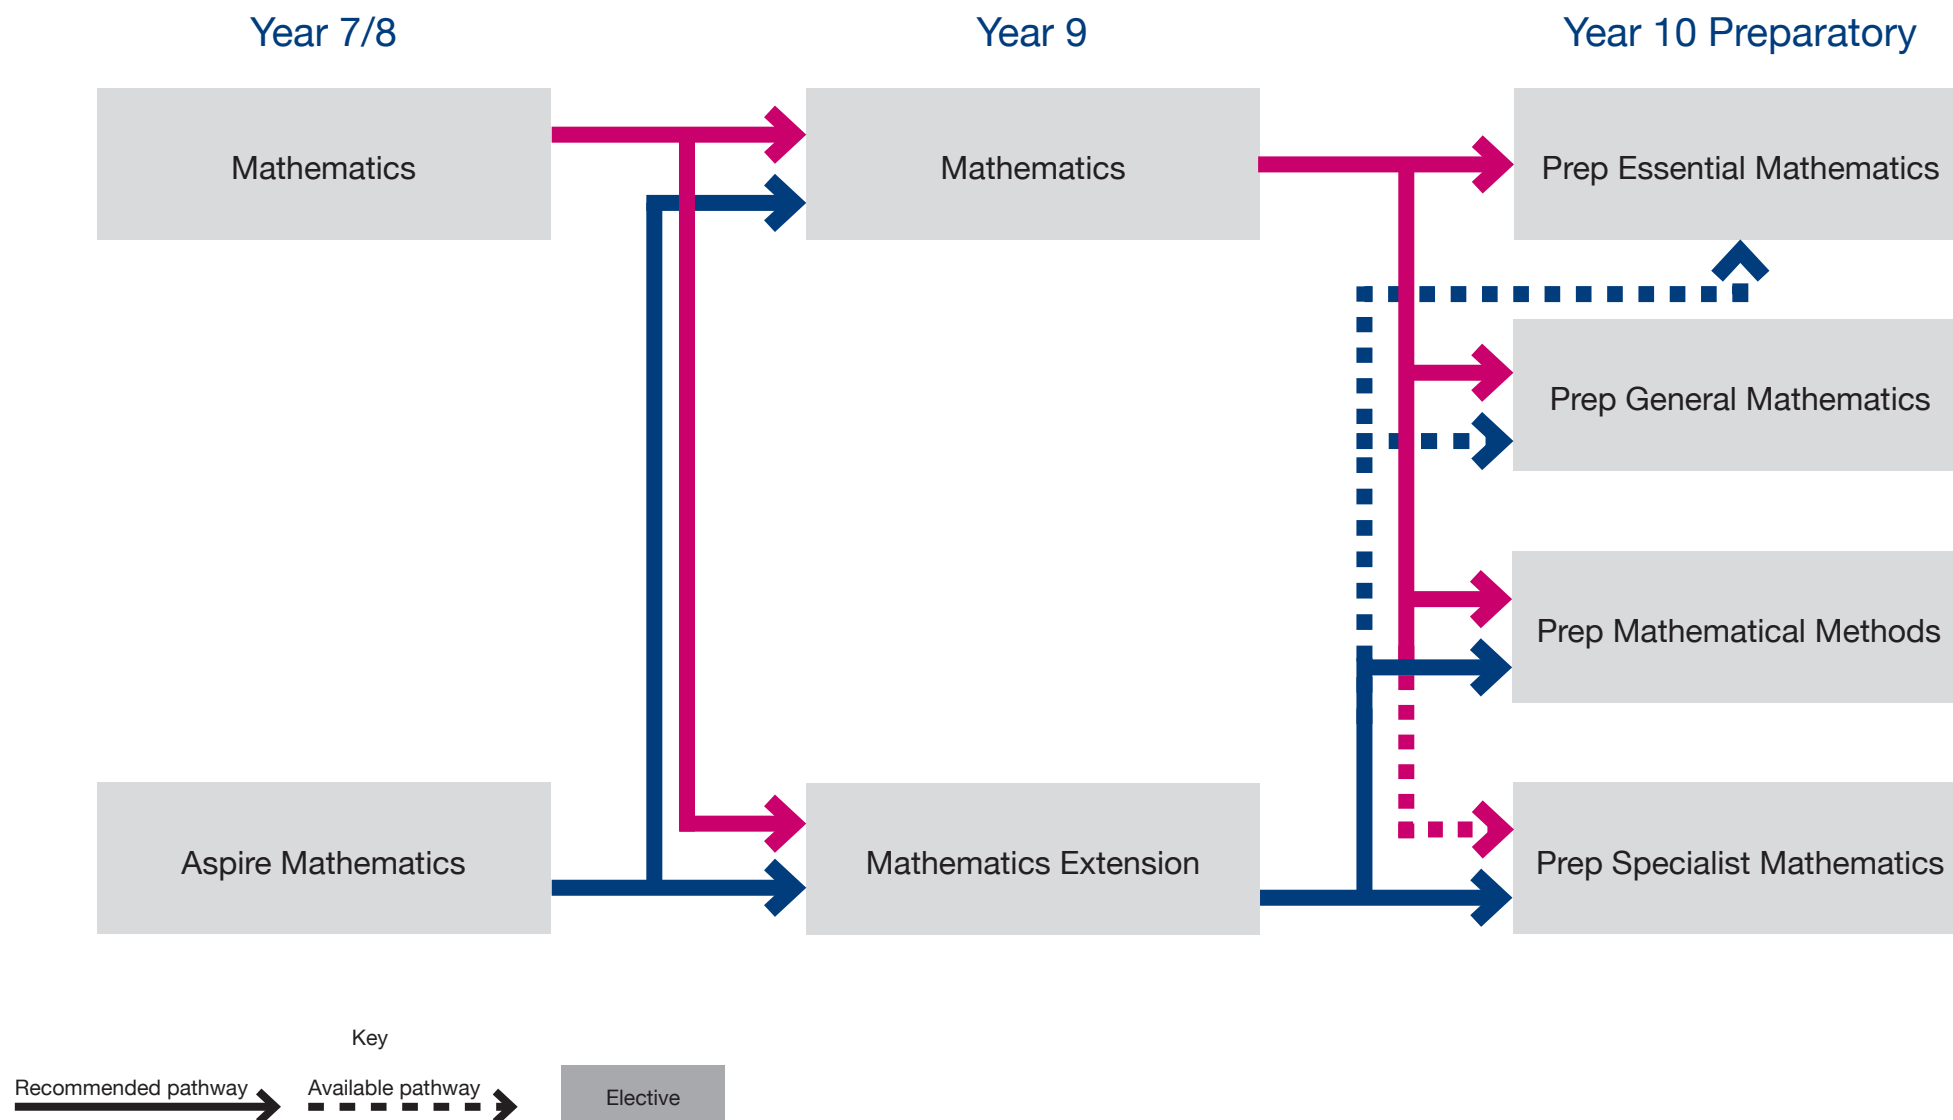 Year 7/8
Year 9
Year 10 Preparatory
Mathematics
Mathematics
Prep Essential Mathematics
Prep General Mathematics
Prep Mathematical Methods
Aspire Mathematics
Mathematics Extension
Prep Specialist Mathematics
Key
Recommended pathway
Available pathway
Elective